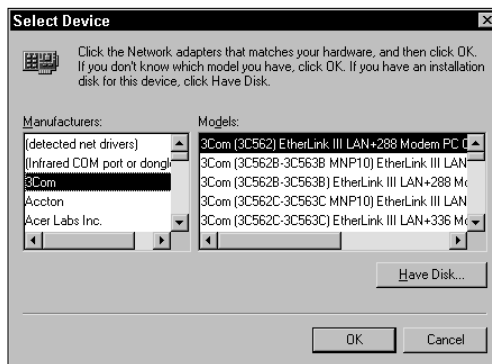 Select Device
Click the Network adapters that matches your hardware, and then click OK.
If you don't know which model you have, click OK. If you have an installation
disk for this device, click Have Disk.
Manufacturers:
(detected net drivers)
(Infrared COM port or dongl
3Com
Accton
Acer Labs Inc.
Models:
3Com (3C562) EtherLink III LAN+288 Modem PC C
3Com (3C562B-3C563B MNP10) EtherLink III LAN
3Com (3C562B-3C563B) EtherLink III LAN+288 Mo
3Com (3C562C-3C563C MNP10) EtherLink III LAN
3Com (3C562C-3C563C) EtherLink III LAN+336 Mo
Have Disk...
OK
Cancel